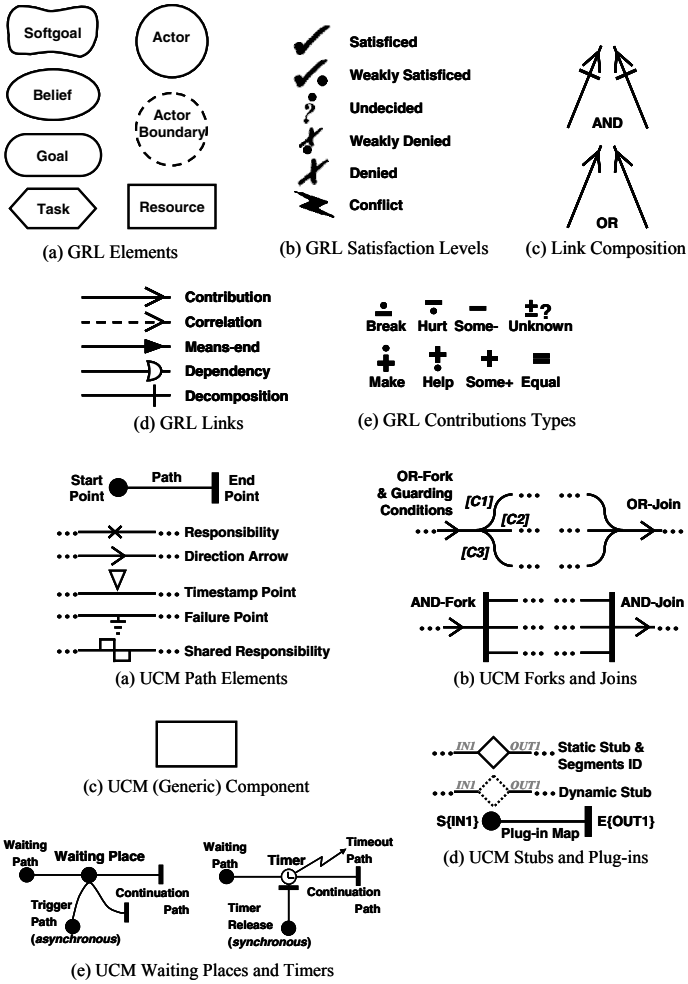 Softgoal
Actor
Belief
Actor
Boundary
Goal
Task
Resource
(a) GRL Elements
Satisficed
Weakly Satisficed
Undecided
Weakly Denied
Denied
Conflict
(b) GRL Satisfaction Levels
AND
OR
(c) Link Composition
Contribution
Correlation
Means-end
Dependency
Decomposition
(d) GRL Links
Break Hurt Some- Unknown
Make Help Some+ Equal
(e) GRL Contributions Types
Start
Point
Path
End
Point
Responsibility
Direction Arrow
Timestamp Point
Failure Point
Shared Responsibility
(a) UCM Path Elements
OR-Fork
& Guarding
Conditions
[C1]
[C2]
[C3]
OR-Join
AND-Fork
AND-Join
(b) UCM Forks and Joins
(c) UCM (Generic) Component
IN1 OUT1
Static Stub &
Segments ID
IN1 OUT1
Dynamic Stub
S{IN1}
E{OUT1}
Plug-in Map
(d) UCM Stubs and Plug-ins
Waiting
Path
Waiting Place
Continuation
Path
Trigger
Path
(asynchronous)
Waiting
Path
Timer
Timeout
Path
Continuation
Path
Timer
Release
(synchronous)
(e) UCM Waiting Places and Timers